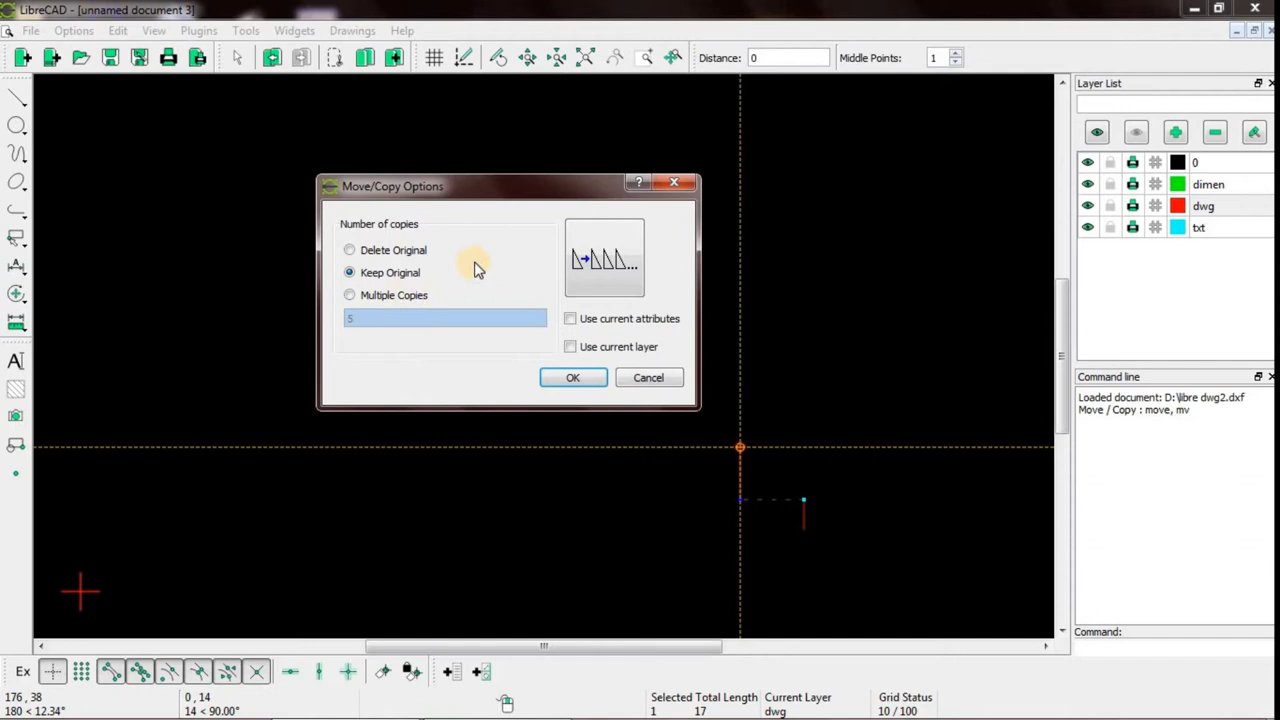 LibreCAD - [unnamed document 3]
File Options Edit View Plugins Tools Widgets Drawings Help
Distance: 0 Middle Points: 1
Layer List
0
dimen
dwg
txt
Move/Copy Options
Number of copies
Delete Original
Keep Original
Multiple Copies
5
Use current attributes
Use current layer
OK Cancel
Command line
Loaded document: D:\libre dwg2.dxf
Move / Copy : move, mv
Command:
Ex
176 , 38 0 , 14 Selected Total Length Current Layer Grid Status
180 < 12.34° 14 < 90.00° 1 17 dwg 10 / 100